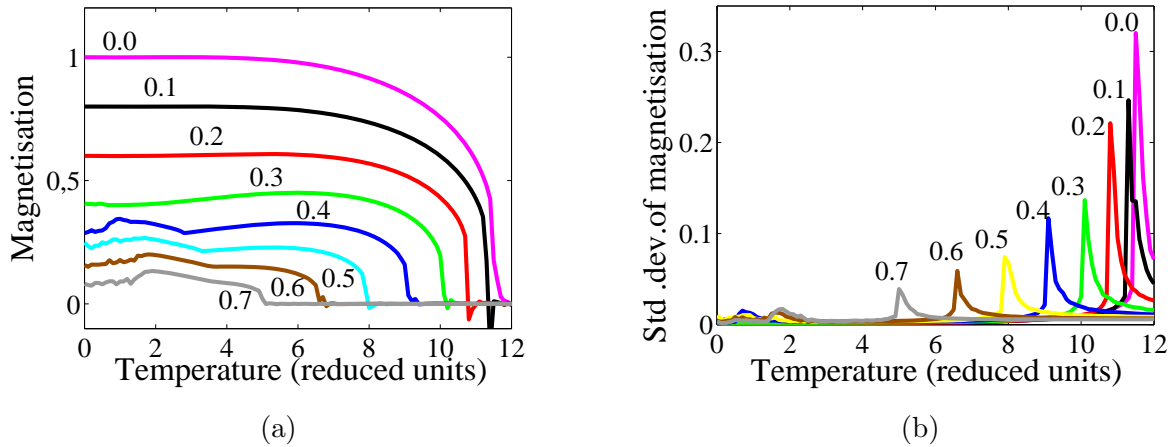 Magnetisation
1
0,5
0
0.0
0.1
0.2
0.3
0.4
0.5
0.6
0.7
0 2 4 6 8 10 12
Temperature (reduced units)
(a)
Std .dev.of magnetisation
0.3
0.2
0.1
0
0.0
0.1
0.2
0.3
0.4
0.5
0.6
0.7
0 2 4 6 8 10 12
Temperature (reduced units)
(b)